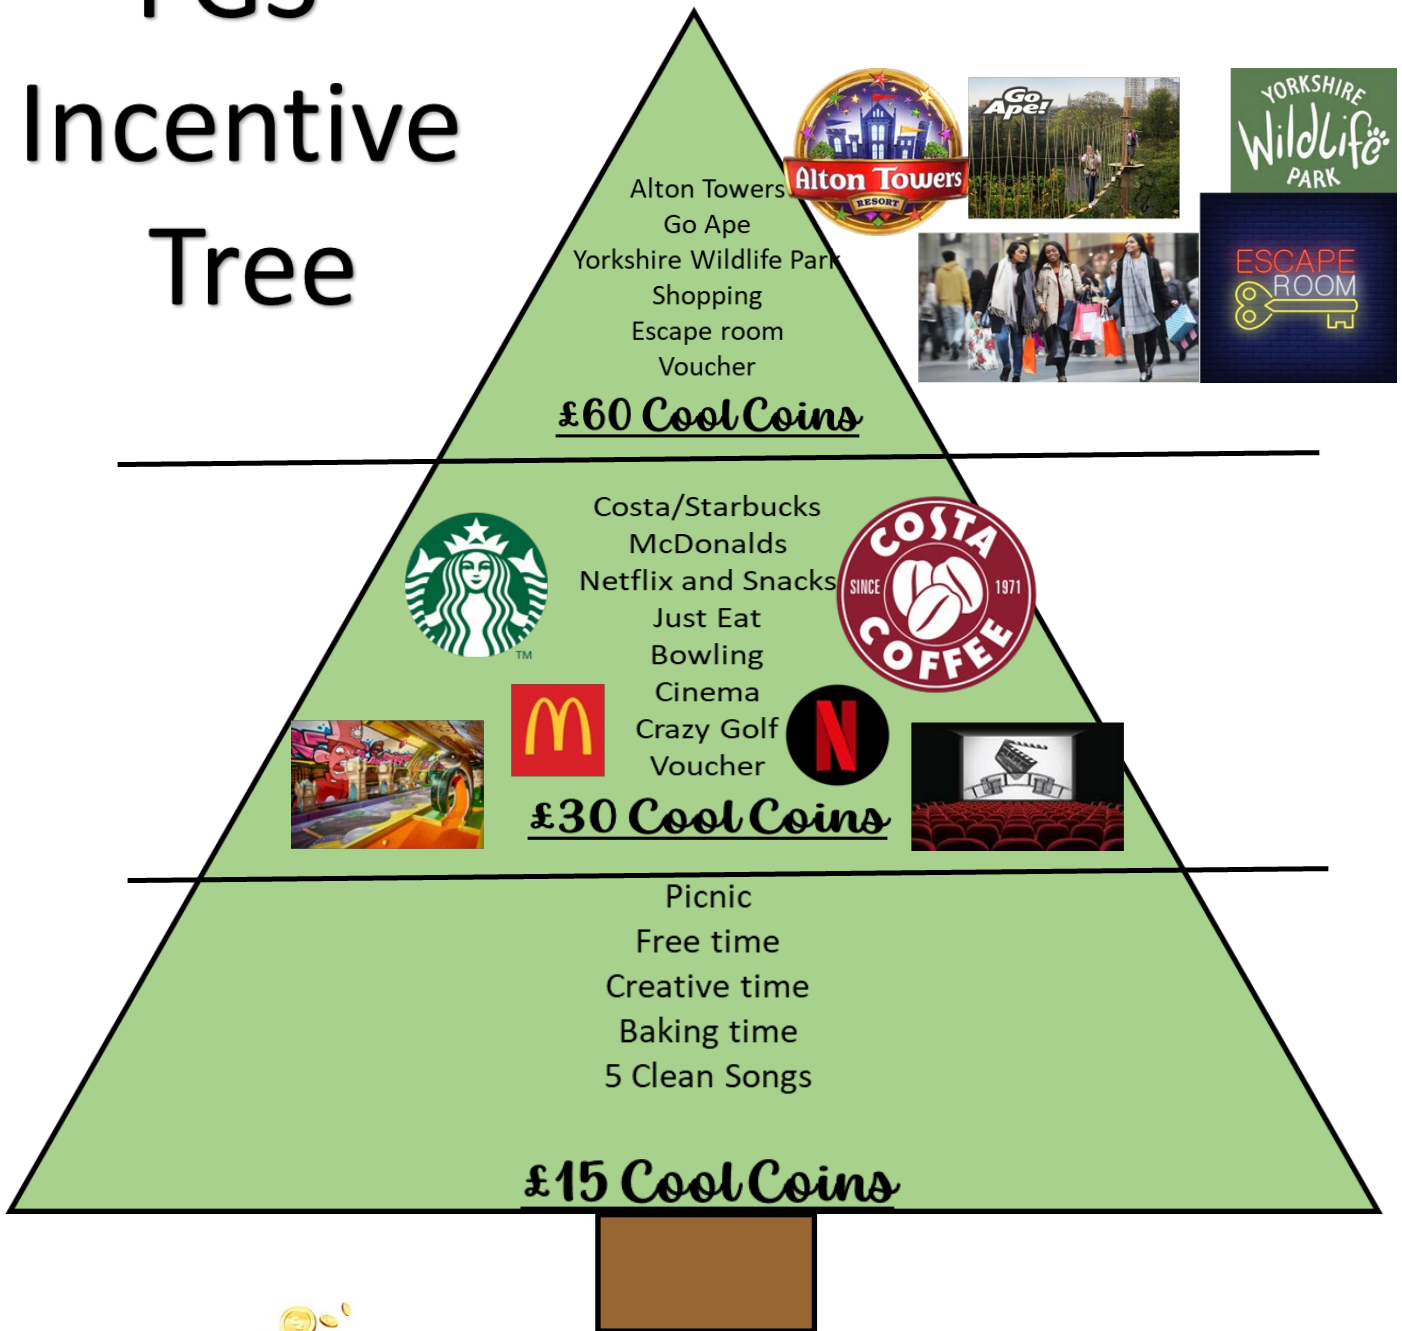 Incentive
Tree
Alton Towers
Go Ape
Yorkshire Wildlife Park
Shopping
Escape room
Voucher
£60 Cool Coins
Alton Towers
RESORT
Go
Ape!
YORKSHIRE
Wildlife
PARK
ESCAPE
ROOM
Costa/Starbucks
McDonalds
Netflix and Snacks
Just Eat
Bowling
Cinema
Crazy Golf
Voucher
£30 Cool Coins
TM
COSTA
SINCE 1971
COFFEE
M
N
Picnic
Free time
Creative time
Baking time
5 Clean Songs
£15 Cool Coins